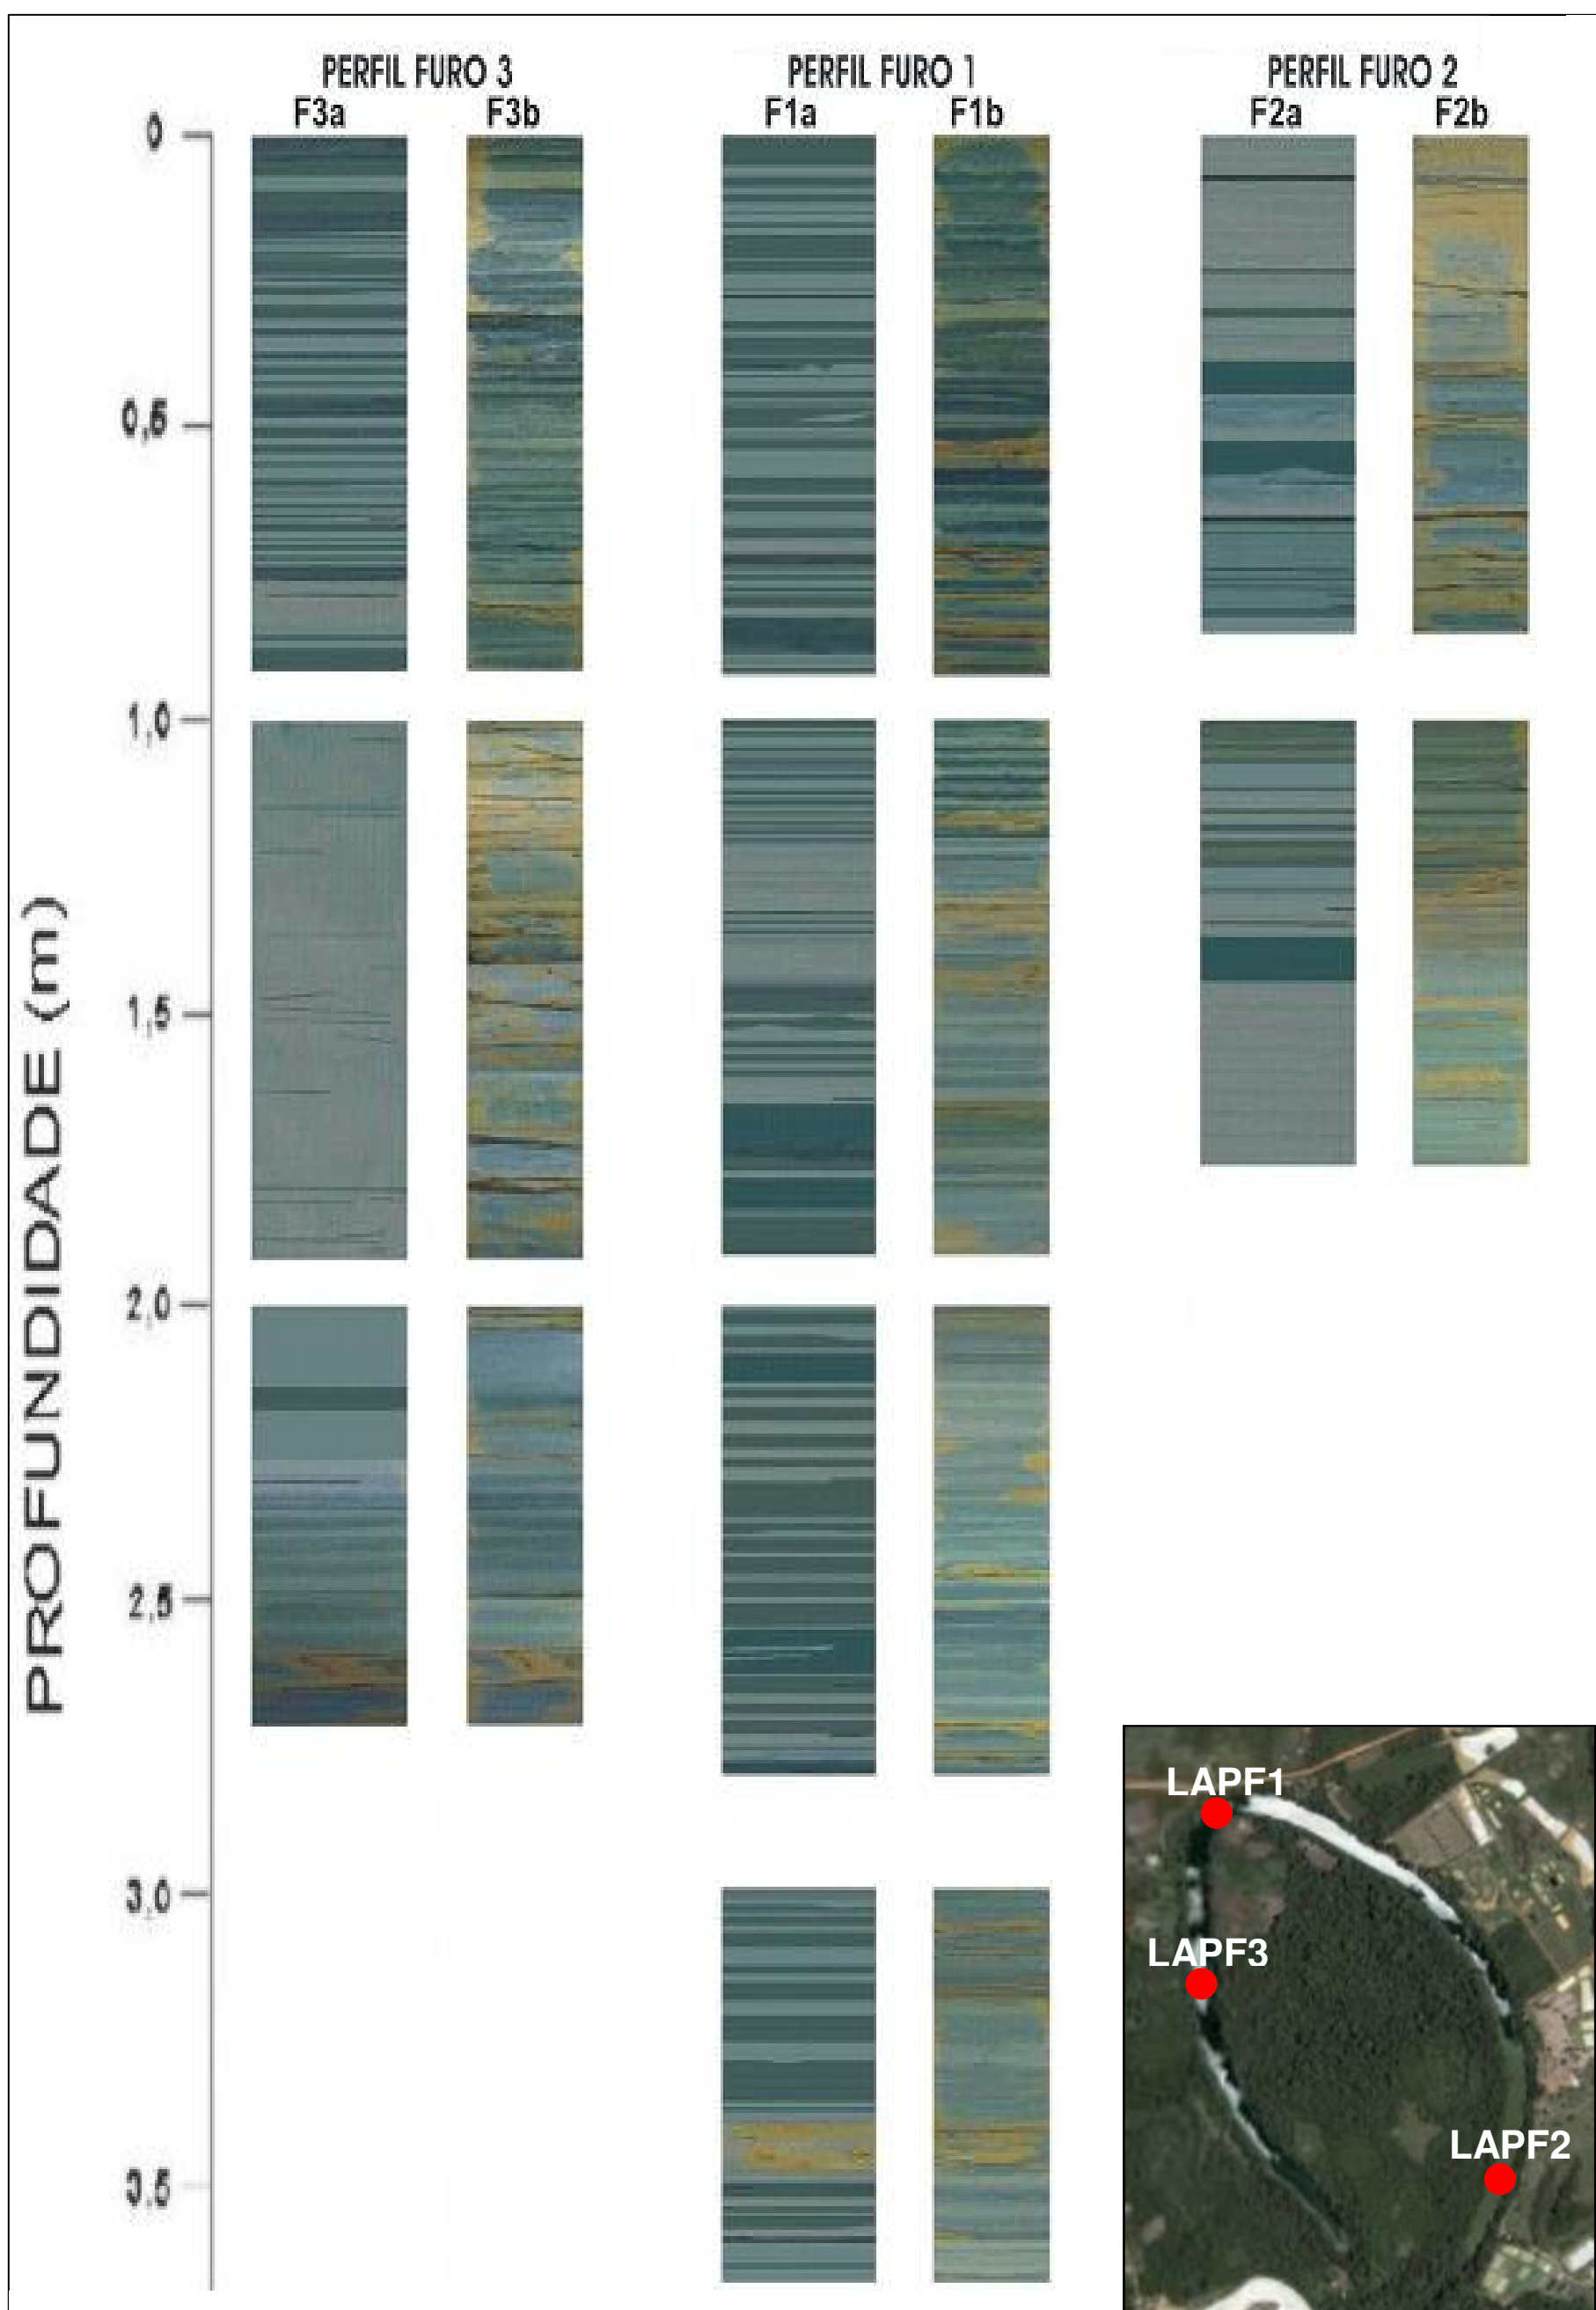 PERFIL FURO 3
PERFIL FURO 1
PERFIL FURO 2
F3a
F3b
F1a
F1b
F2a
F2b
0
0,5
1,0
1,5
2,0
2,5
3,0
3,5
PROFUNDIDADE (m)
LAPF1
LAPF3
LAPF2